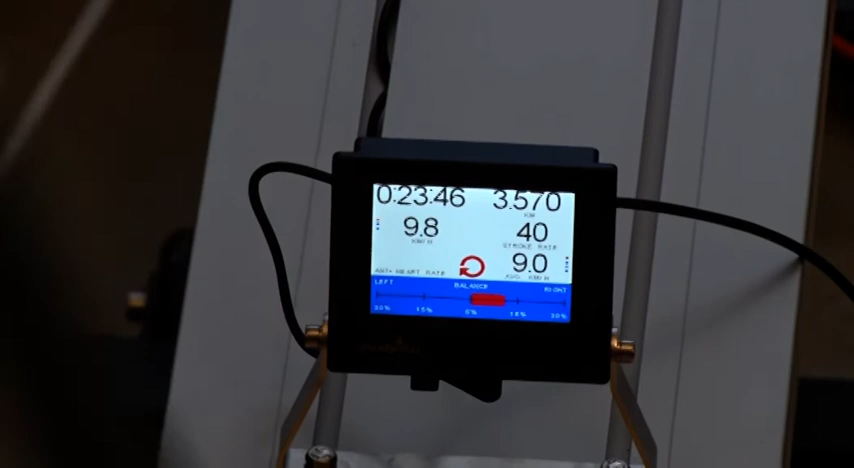 0:23:46 3.570
KM
9.8 40
KM/H STROKE RATE
9.0
ANT+ HEART RATE AVG. KM/H
LEFT BALANCE RIGHT
30% 15% 0% 15% 30%